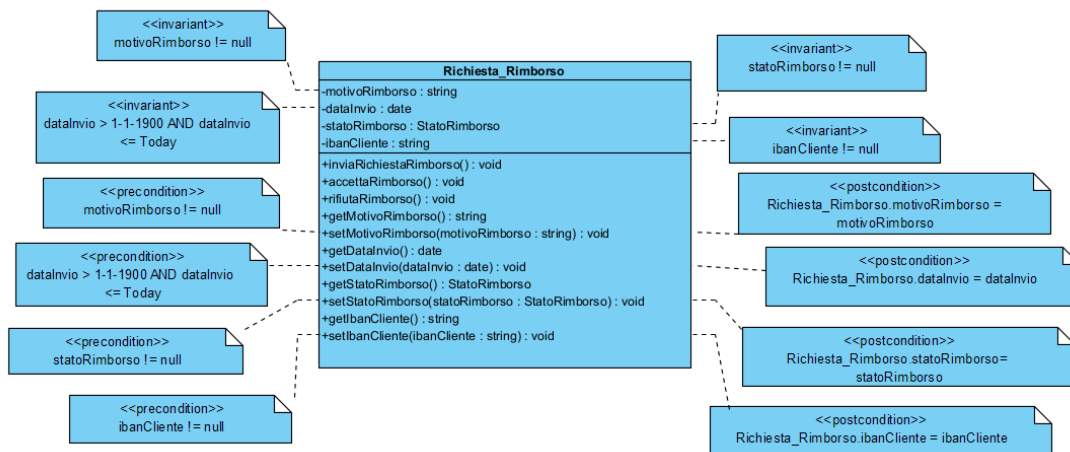 <<invariant>>
motivoRimborso != null
<<invariant>>
dataInvio > 1-1-1900 AND dataInvio
<= Today
<<precondition>>
motivoRimborso != null
<<precondition>>
dataInvio > 1-1-1900 AND dataInvio
<= Today
<<precondition>>
statoRimborso != null
<<precondition>>
ibanCliente != null
Richiesta_Rimborso
-motivoRimborso : string
-dataInvio : date
-statoRimborso : StatoRimborso
-ibanCliente : string
+inviaRichiestaRimborso() : void
+accettaRimborso() : void
+rifiutaRimborso() : void
+getMotivoRimborso() : string
+setMotivoRimborso(motivoRimborso : string) : void
+getDataInvio() : date
+setDataInvio(dataInvio : date) : void
+getStatoRimborso() : StatoRimborso
+setStatoRimborso(statoRimborso : StatoRimborso) : void
+getIbanCliente() : string
+setIbanCliente(ibanCliente : string) : void
<<invariant>>
statoRimborso != null
<<invariant>>
ibanCliente != null
<<postcondition>>
Richiesta_Rimborso.motivoRimborso =
motivoRimborso
<<postcondition>>
Richiesta_Rimborso.dataInvio = dataInvio
<<postcondition>>
Richiesta_Rimborso.statoRimborso=
statoRimborso
<<postcondition>>
Richiesta_Rimborso.ibanCliente = ibanCliente